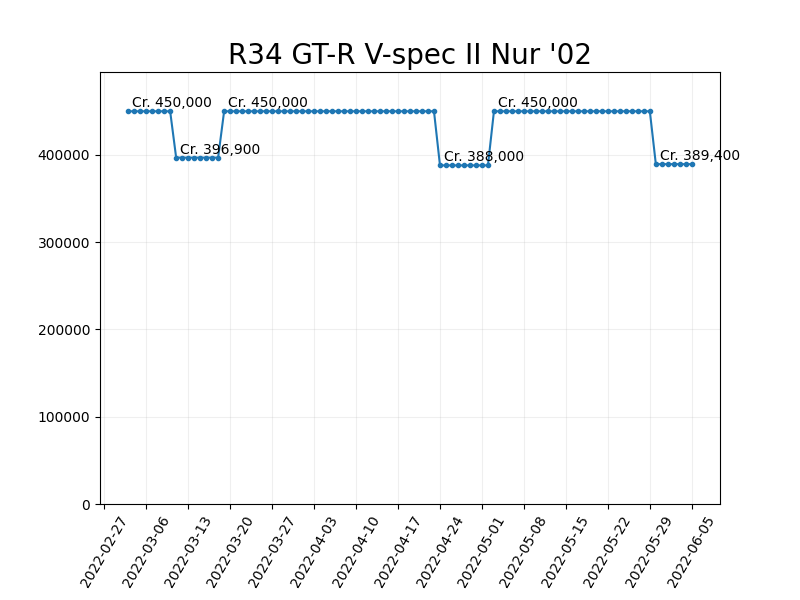 R34 GT-R V-spec II Nur '02
Cr. 450,000
Cr. 450,000
Cr. 450,000
Cr. 396,900
Cr. 388,000
Cr. 389,400
400000
300000
200000
100000
0
2022-02-27
2022-03-06
2022-03-13
2022-03-20
2022-03-27
2022-04-03
2022-04-10
2022-04-17
2022-04-24
2022-05-01
2022-05-08
2022-05-15
2022-05-22
2022-05-29
2022-06-05